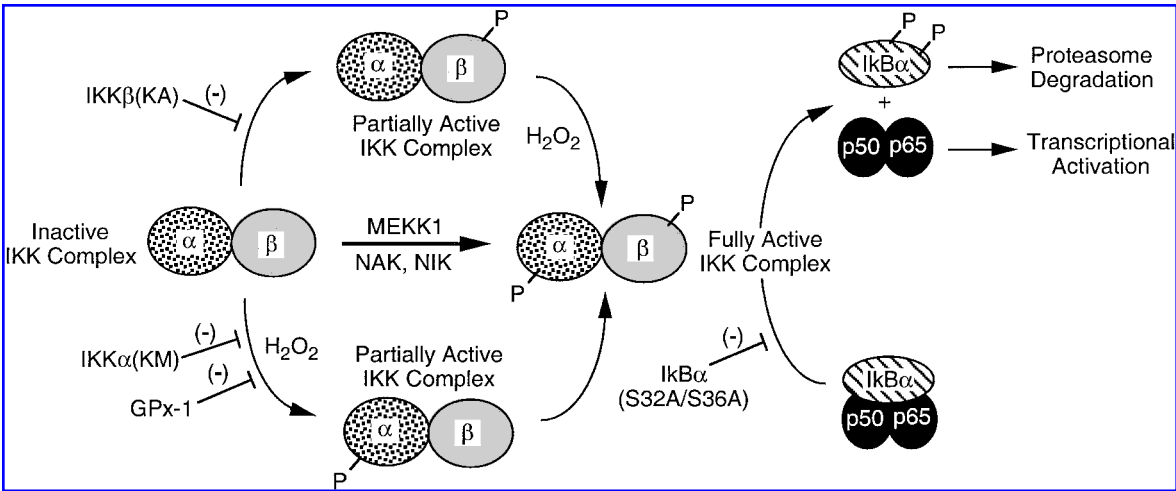 P
α
β
IKKβ(KA)
(-)
Partially Active
IKK Complex
H₂O₂
P
P
IkBα
+
p50
p65
Proteasome
Degradation
Transcriptional
Activation
Inactive
IKK Complex
α
β
MEKK1
NAK, NIK
α
β
P
P
Fully Active
IKK Complex
IKKα(KM)
(-)
GPx-1
(-)
H₂O₂
Partially Active
IKK Complex
α
β
P
(-)
IkBα
(S32A/S36A)
IkBα
p50
p65